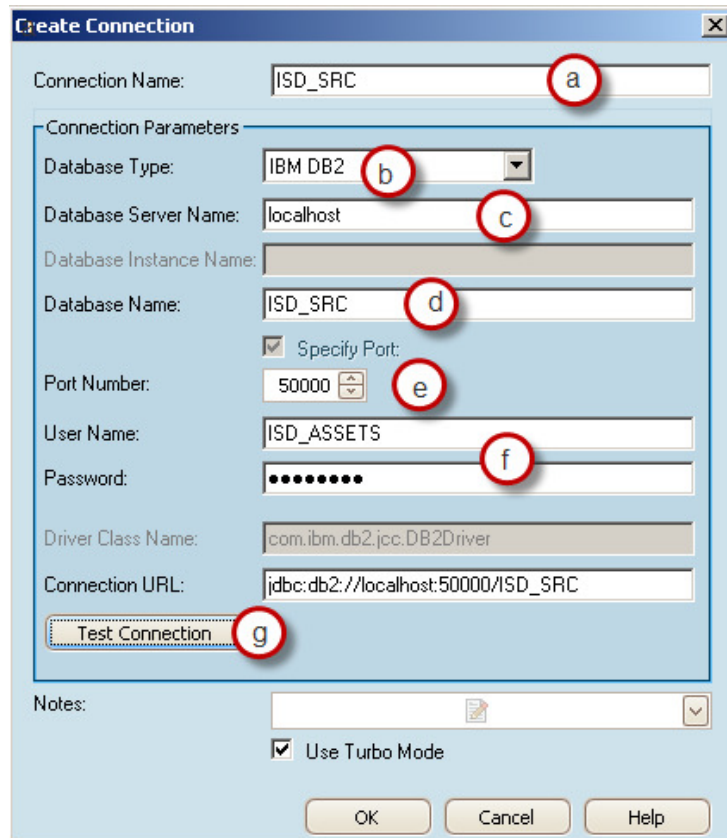 Create Connection
Connection Name: ISD_SRC a
Connection Parameters
Database Type: IBM DB2 b
Database Server Name: localhost c
Database Instance Name:
Database Name: ISD_SRC d
Specify Port:
Port Number: 50000 e
User Name: ISD_ASSETS
f
Password: ●●●●●●●●
Driver Class Name: com.ibm.db2.jcc.DB2Driver
Connection URL: jdbc:db2://localhost:50000/ISD_SRC
Test Connection g
Notes:
Use Turbo Mode
OK Cancel Help